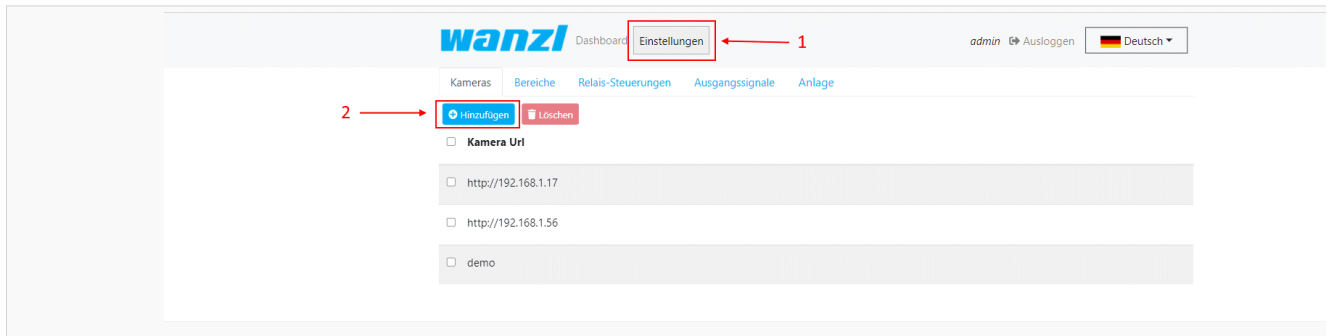 wanzl Dashboard Einstellungen 1 admin Ausloggen Deutsch
Kameras Bereiche Relais-Steuerungen Ausgangssignale Anlage
2 Hinzufügen Löschen
Kamera Url
http://192.168.1.17
http://192.168.1.56
demo